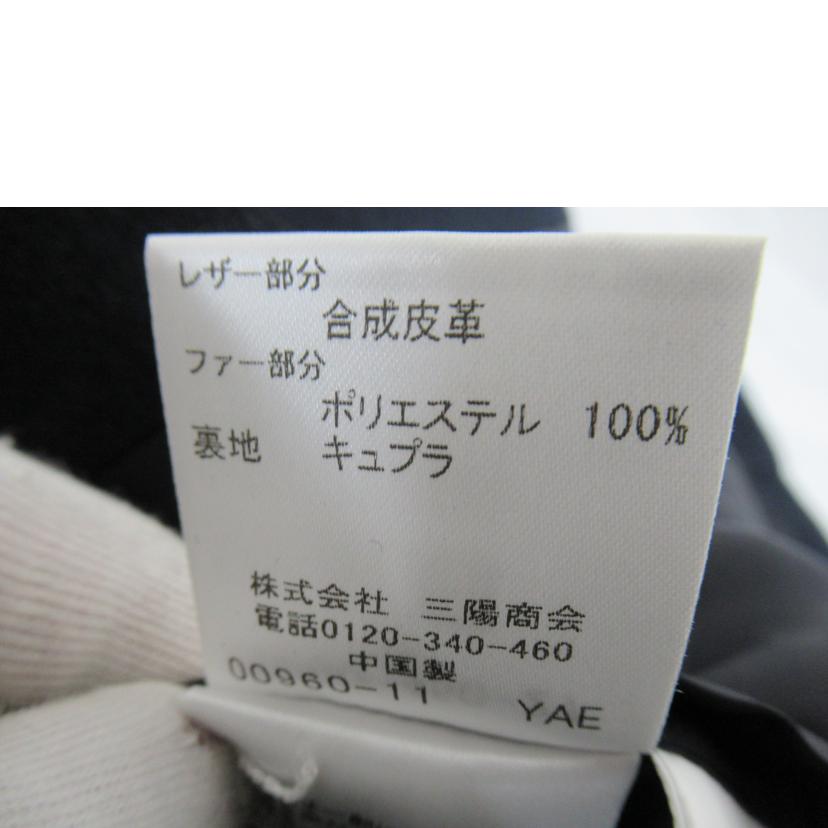 レザー部分
合成皮革
ファー部分
ポリエステル 100%
裏地 キュプラ
株式会社 三陽商会
電話0120-340-460
中国製
00960-11 YAE